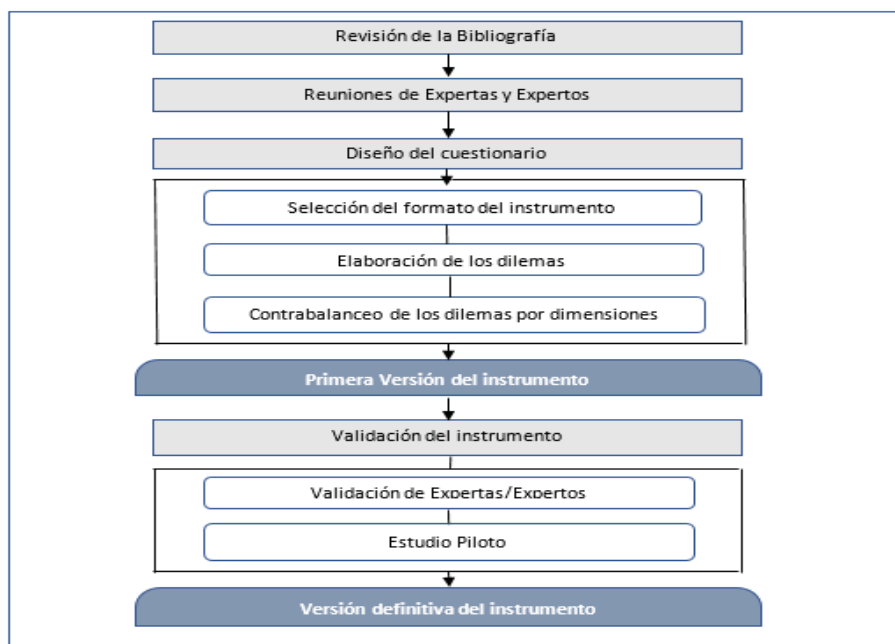 Revisión de la Bibliografía
Reuniones de Expertas y Expertos
Diseño del cuestionario
Selección del formato del instrumento
Elaboración de los dilemas
Contrabalanceo de los dilemas por dimensiones
Primera Versión del instrumento
Validación del instrumento
Validación de Expertas/Expertos
Estudio Piloto
Versión definitiva del instrumento